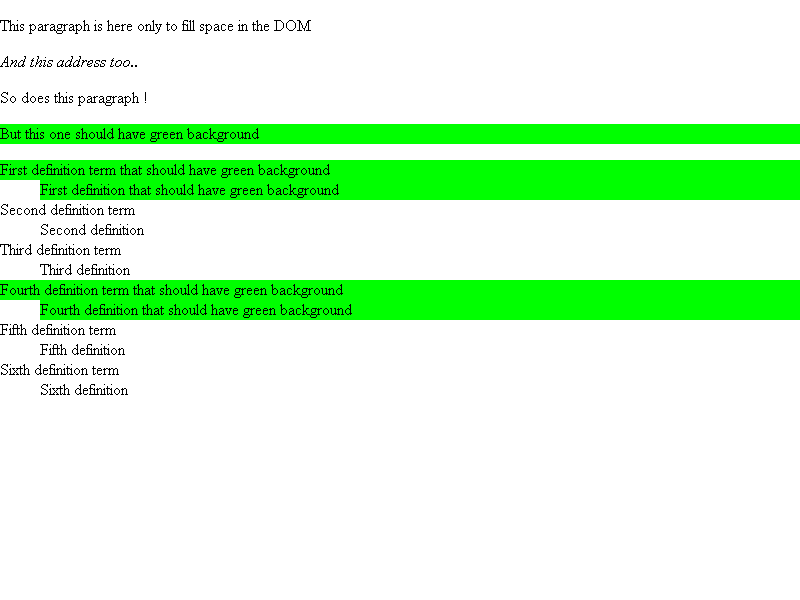 This paragraph is here only to fill space in the DOM
And this address too..
So does this paragraph !
But this one should have green background
First definition term that should have green background
First definition that should have green background
Second definition term
Second definition
Third definition term
Third definition
Fourth definition term that should have green background
Fourth definition that should have green background
Fifth definition term
Fifth definition
Sixth definition term
Sixth definition